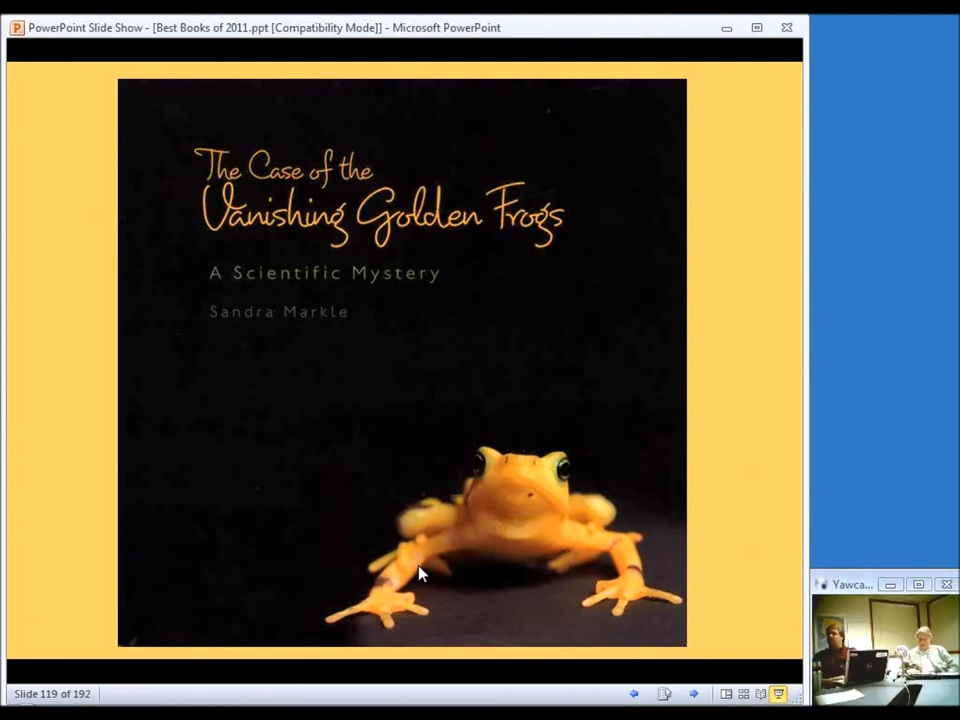 PowerPoint Slide Show - [Best Books of 2011.ppt [Compatibility Mode]] - Microsoft PowerPoint
The Case of the
Vanishing Golden Frogs
A Scientific Mystery
Sandra Markle
Yawca...
Slide 119 of 192